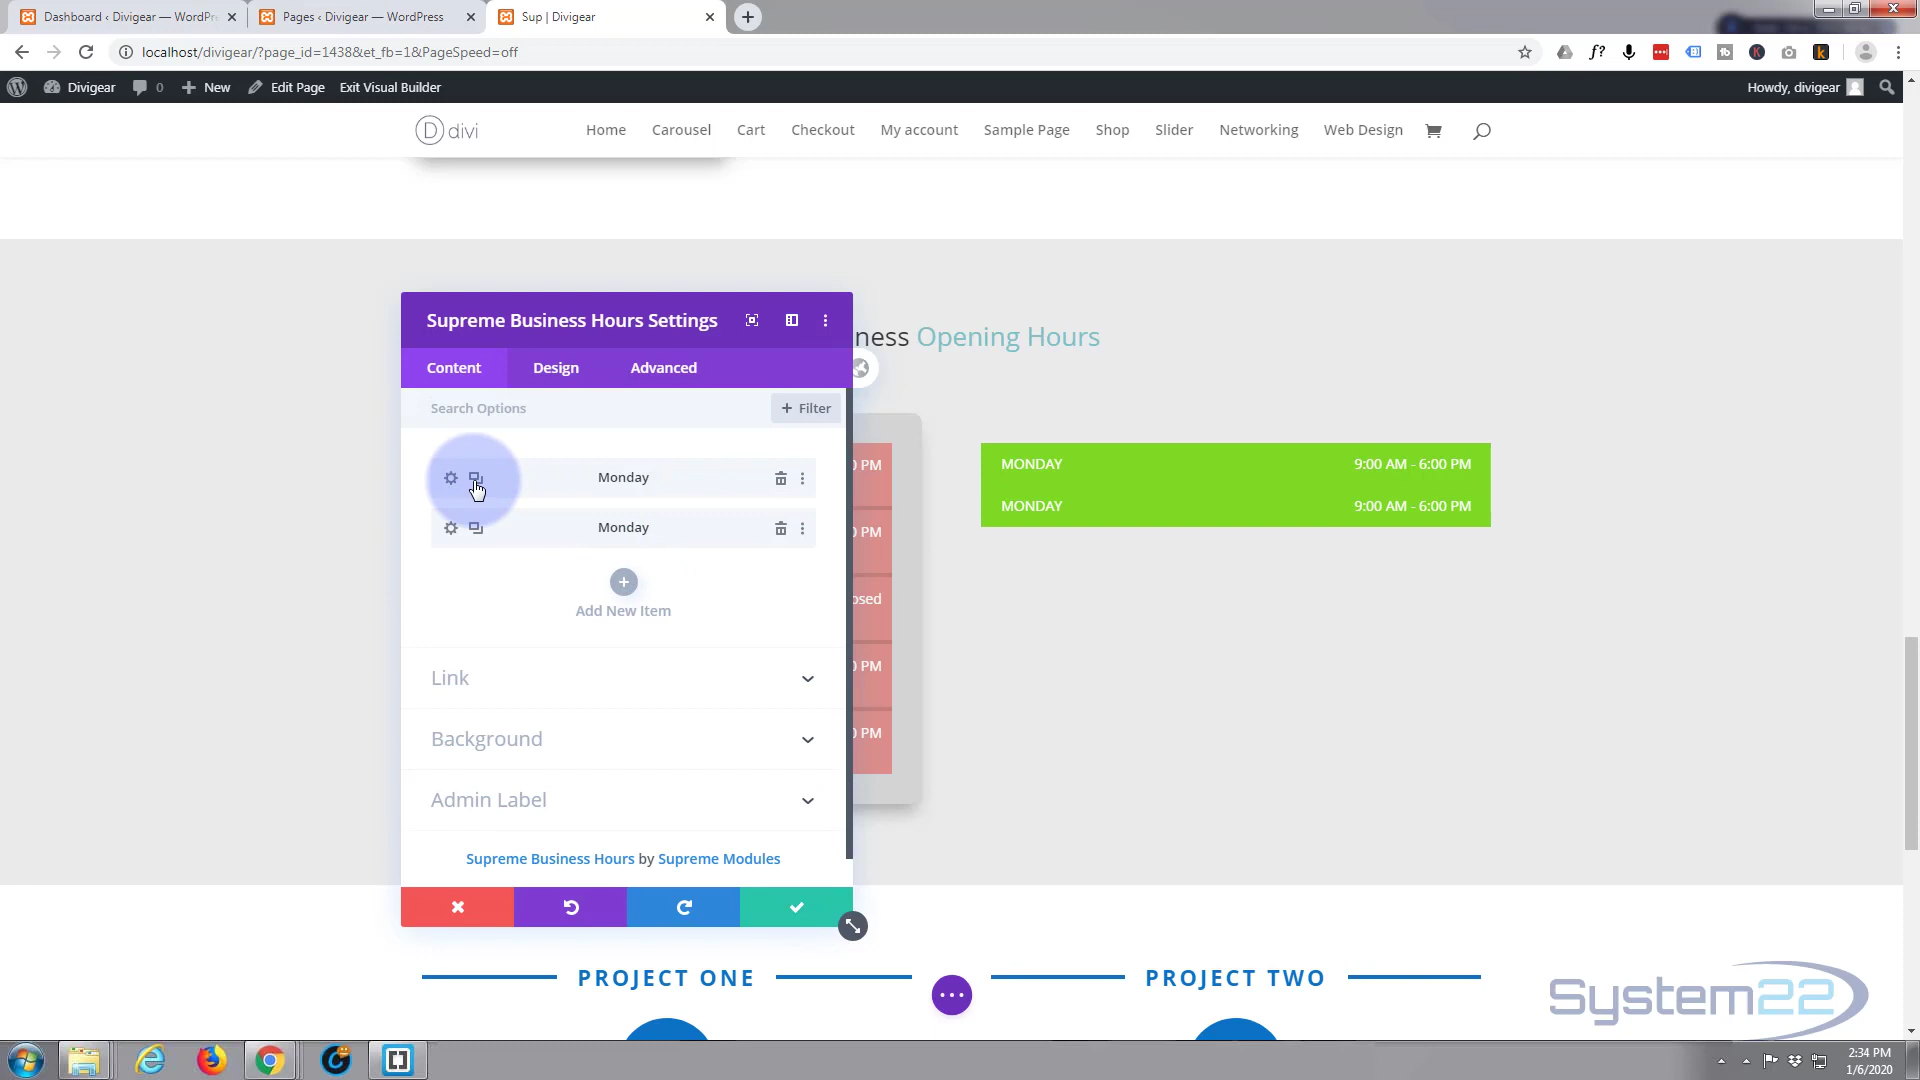 Dashboard ‹ Divigear — WordPr
Pages ‹ Divigear — WordPress
Sup | Divigear
localhost/divigear/?page_id=1438&et_fb=1&PageSpeed=off
Divigear
0
New
Edit Page
Exit Visual Builder
Howdy, divigear
D divi
Home
Carousel
Cart
Checkout
My account
Sample Page
Shop
Slider
Networking
Web Design
Supreme Business Hours Settings
ness Opening Hours
Content
Design
Advanced
Search Options
+ Filter
Monday
Monday
Add New Item
Link
Background
Admin Label
Supreme Business Hours by Supreme Modules
0 PM
0 PM
osed
0 PM
0 PM
MONDAY
9:00 AM - 6:00 PM
MONDAY
9:00 AM - 6:00 PM
PROJECT ONE
PROJECT TWO
System22
2:34 PM
1/6/2020